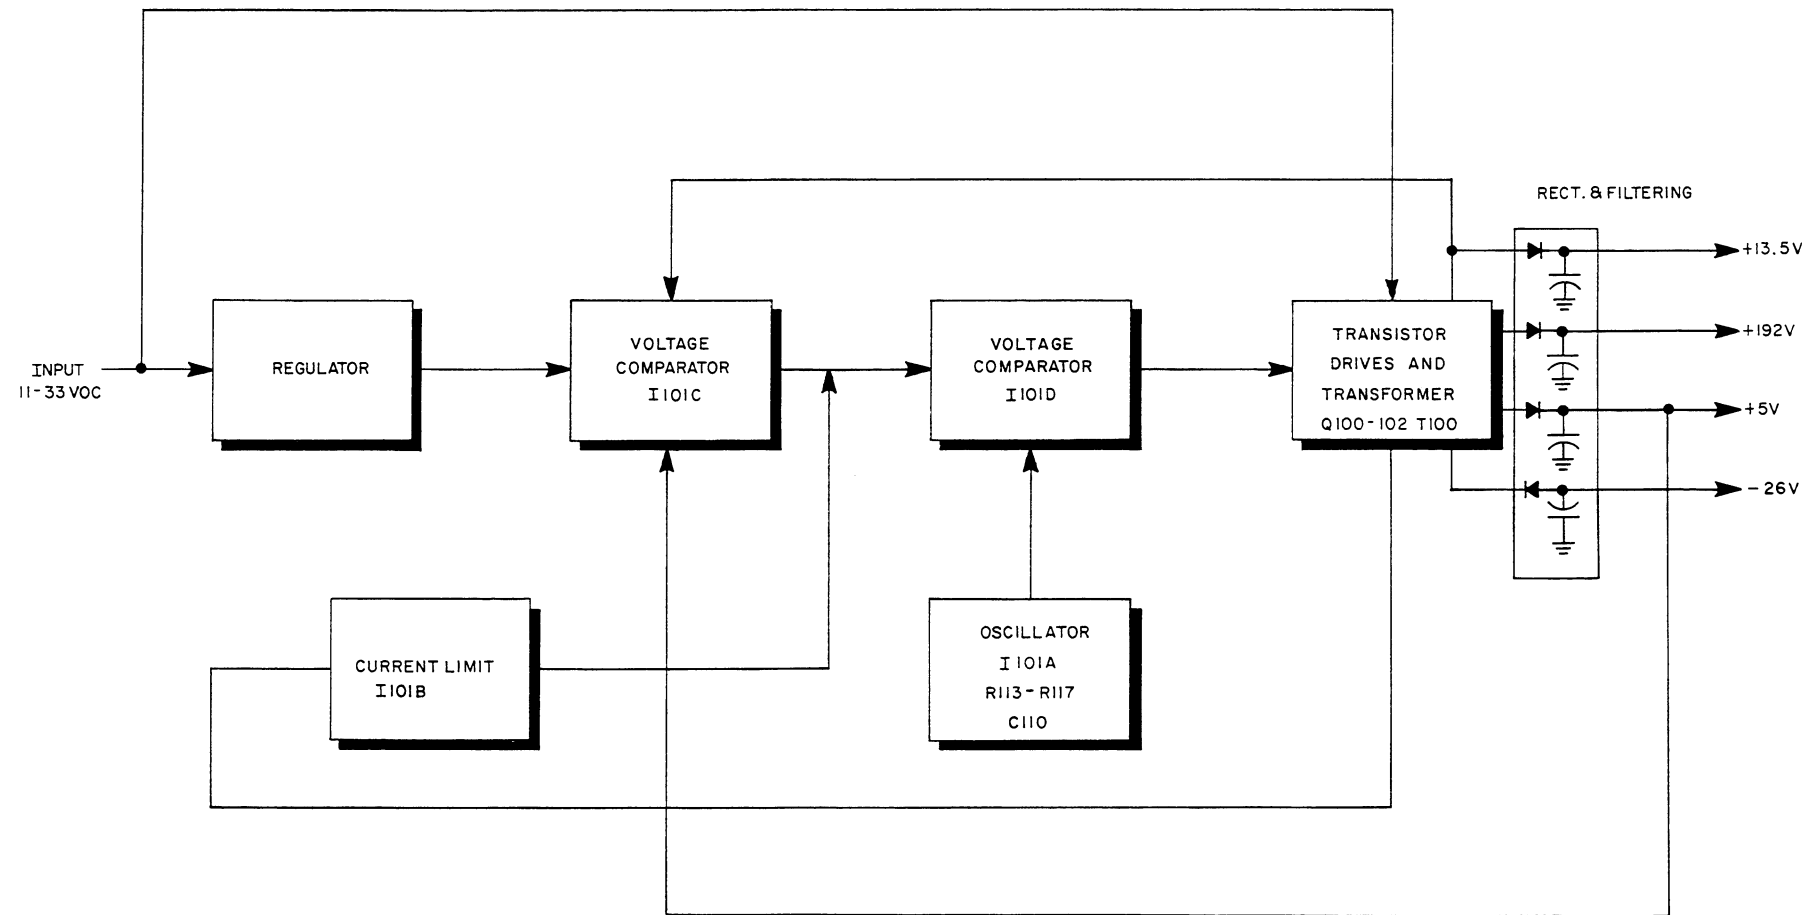 RECT. & FILTERING
+13.5V
+192V
+5V
-26V
INPUT
11-33 VOC
REGULATOR
VOLTAGE
COMPARATOR
I101C
VOLTAGE
COMPARATOR
I101D
TRANSISTOR
DRIVES AND
TRANSFORMER
Q100-102 T100
CURRENT LIMIT
I101B
OSCILLATOR
I101A
R113-R117
C110